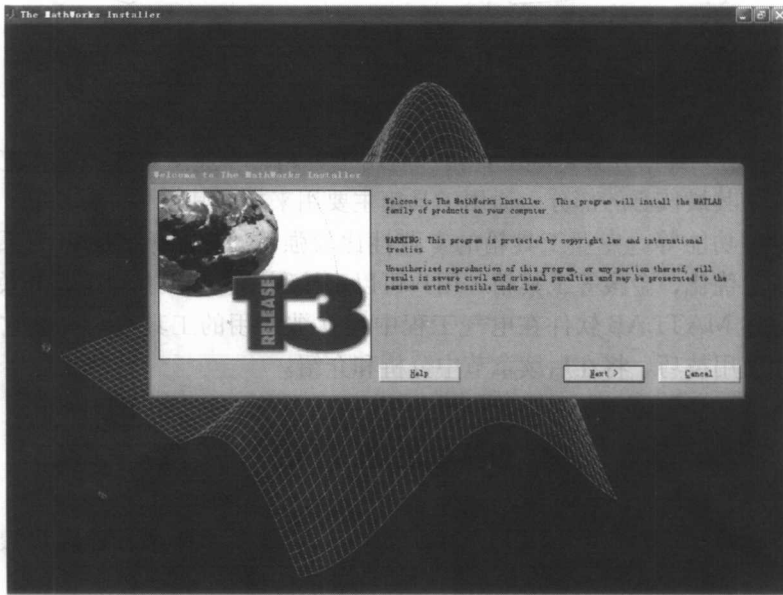 The MathWorks Installer
Welcome to The MathWorks Installer
Welcome to The MathWorks Installer. This program will install the MATLAB
family of products on your computer
WARNING: This program is protected by copyright law and international
treaties.
Unauthorized reproduction of this program, or any portion thereof, will
result in severe civil and criminal penalties and may be prosecuted to the
maximum extent possible under law.
RELEASE
13
Help
Next >
Cancel